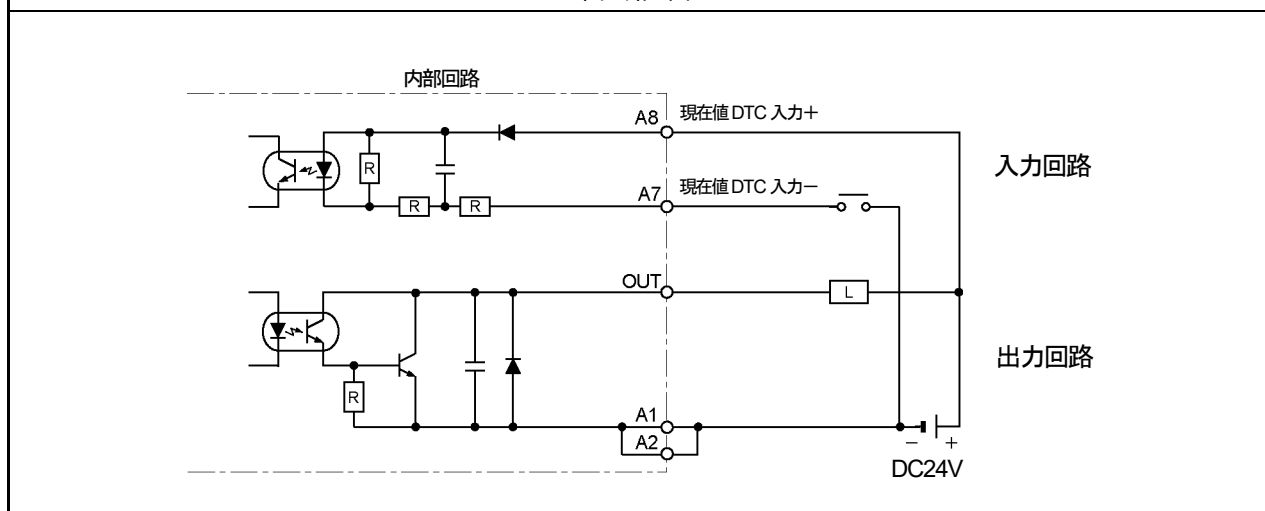 内部回路
A8
現在値DTC 入力＋
入力回路
R
A7
現在値DTC 入力－
R
R
OUT
L
出力回路
R
A1
A2
－
＋
DC24V